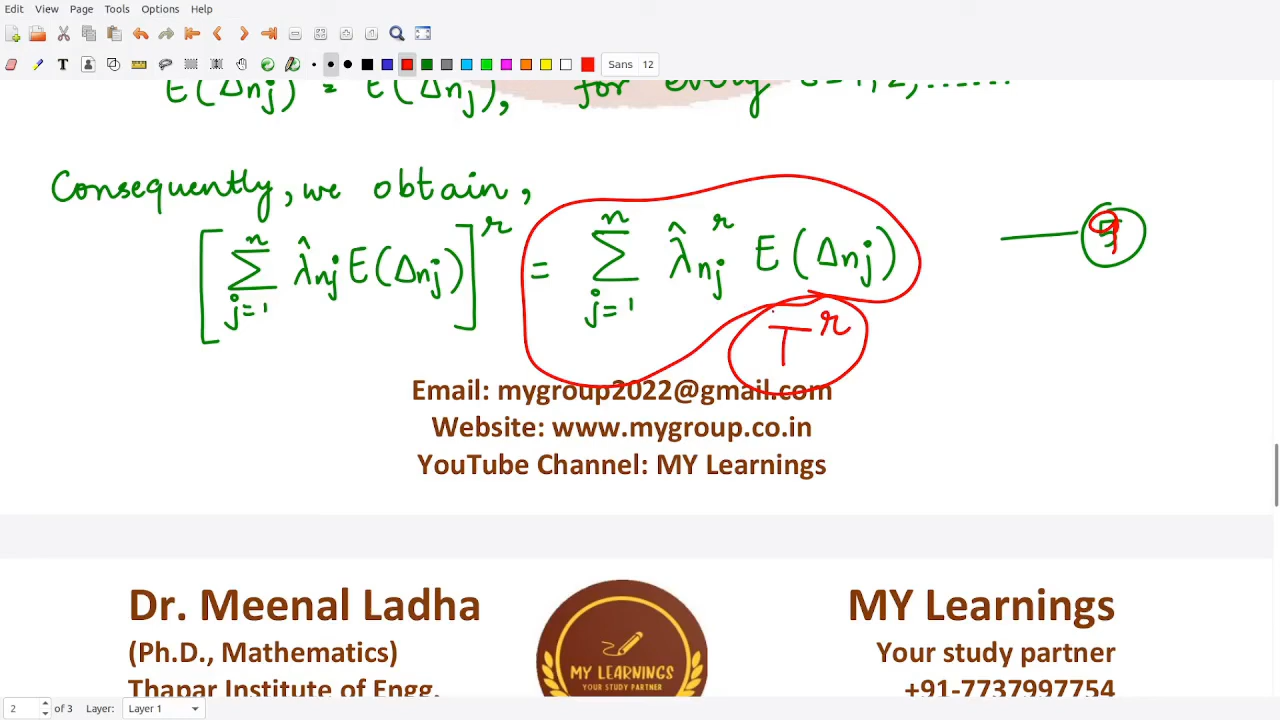 Edit View Page Tools Options Help
Sans 12
E(Δnj) = E(Δnj), for every
Consequently, we obtain,
[∑_{j=1}^{n} λ̂nj E(Δnj)]^r = ∑_{j=1}^{n} λ̂nj^r E(Δnj)
T^r
Email: mygroup2022@gmail.com
Website: www.mygroup.co.in
YouTube Channel: MY Learnings
Dr. Meenal Ladha
(Ph.D., Mathematics)
Thapar Institute of Engg.
MY LEARNINGS
YOUR STUDY PARTNER
MY Learnings
Your study partner
+91-7737997754
2 of 3 Layer: Layer 1